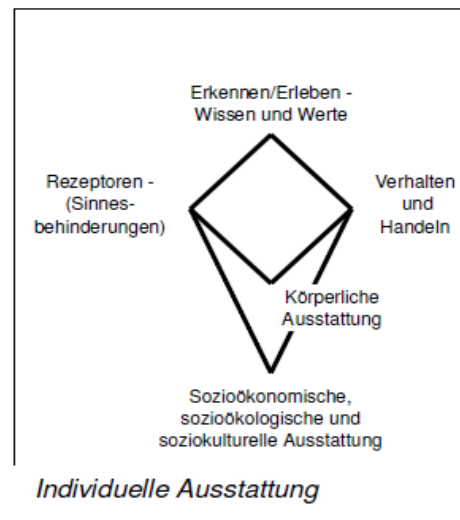 Erkennen/Erleben -
Wissen und Werte
Rezeptoren -
(Sinnes-
behinderungen)
Verhalten
und
Handeln
Körperliche
Ausstattung
Sozioökonomische,
sozioökologische und
soziokulturelle Ausstattung
Individuelle Ausstattung